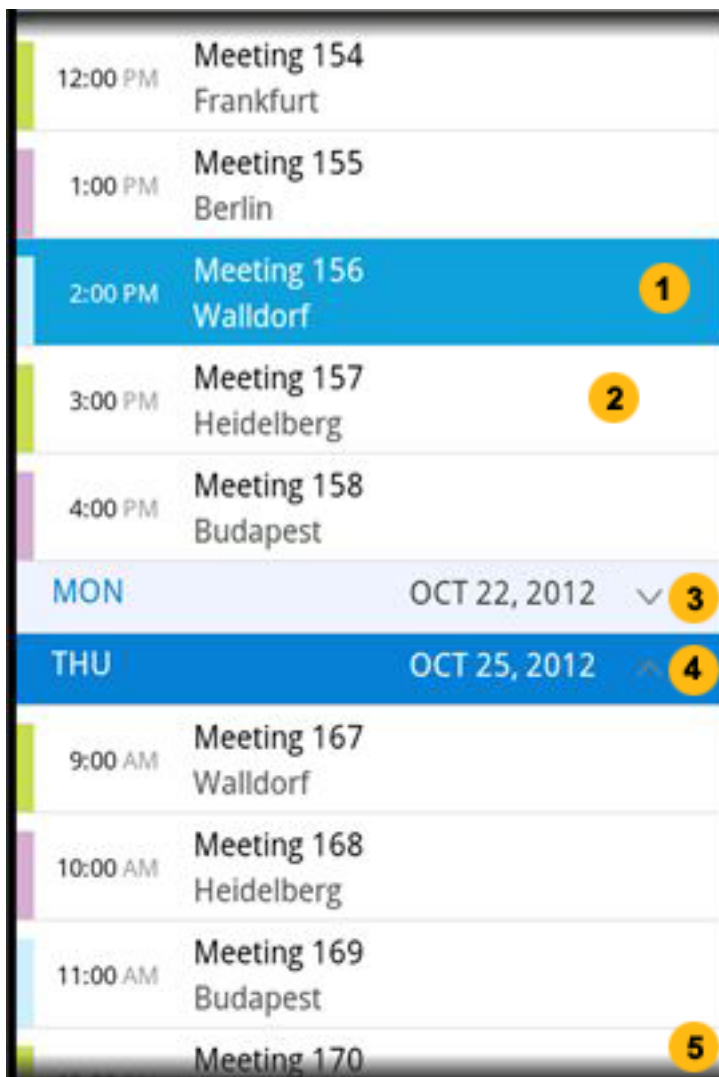 12:00 PM Meeting 154
Frankfurt
1:00 PM Meeting 155
Berlin
2:00 PM Meeting 156
Walldorf
1
3:00 PM Meeting 157
Heidelberg
2
4:00 PM Meeting 158
Budapest
MON OCT 22, 2012 3
THU OCT 25, 2012 4
9:00 AM Meeting 167
Walldorf
10:00 AM Meeting 168
Heidelberg
11:00 AM Meeting 169
Budapest
Meeting 170
5